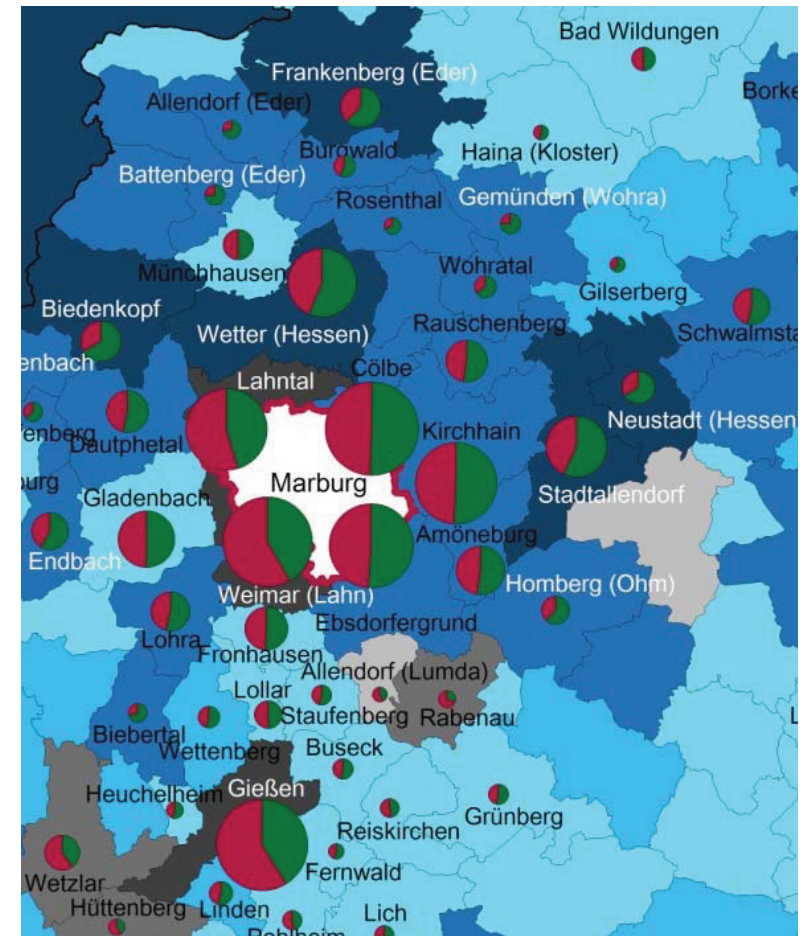 Bad Wildungen
Frankenberg (Eder)
Borke
Allendorf (Eder)
Burgwald
Haina (Kloster)
Battenberg (Eder)
Rosenthal
Gemünden (Wohra)
Münchhausen
Wohratal
Gilserberg
Biedenkopf
Wetter (Hessen)
Rauschenberg
Schwalmsta
enbach
Lahntal
Cölbe
Neustadt (Hessen)
fenberg
Dautphetal
Kirchhain
Marburg
burg
Gladenbach
Stadtallendorf
Amöneburg
Endbach
Weimar (Lahn)
Homberg (Ohm)
Lohra
Ebsdorfergrund
Fronhausen
Allendorf (Lumda)
Lollar
Staufenberg
Rabenau
Biebertal
Wettenberg
Buseck
Heuchelheim
Gießen
Grünberg
Reiskirchen
Fernwald
Wetzlar
Hüttenberg
Linden
Lich